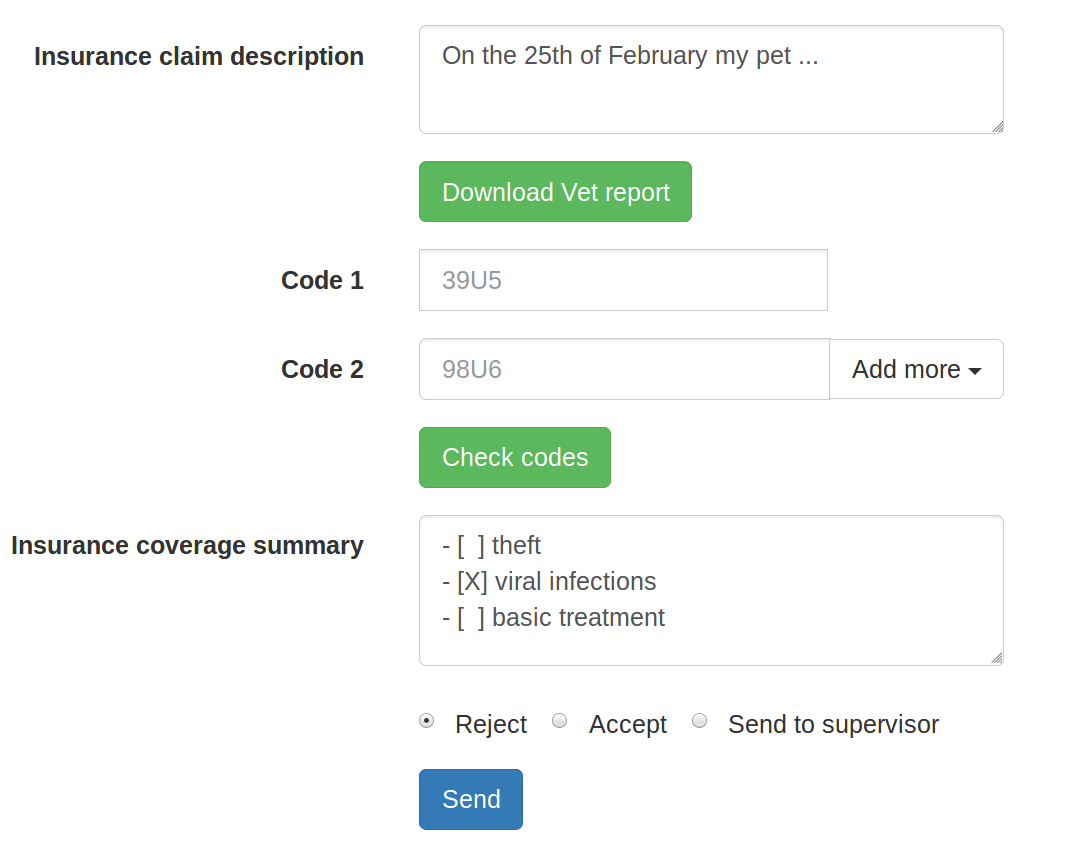 Insurance claim description
On the 25th of February my pet ...
Download Vet report
Code 1
39U5
Code 2
98U6
Add more
Check codes
Insurance coverage summary
- [  ] theft
- [X] viral infections
- [  ] basic treatment
Reject Accept Send to supervisor
Send